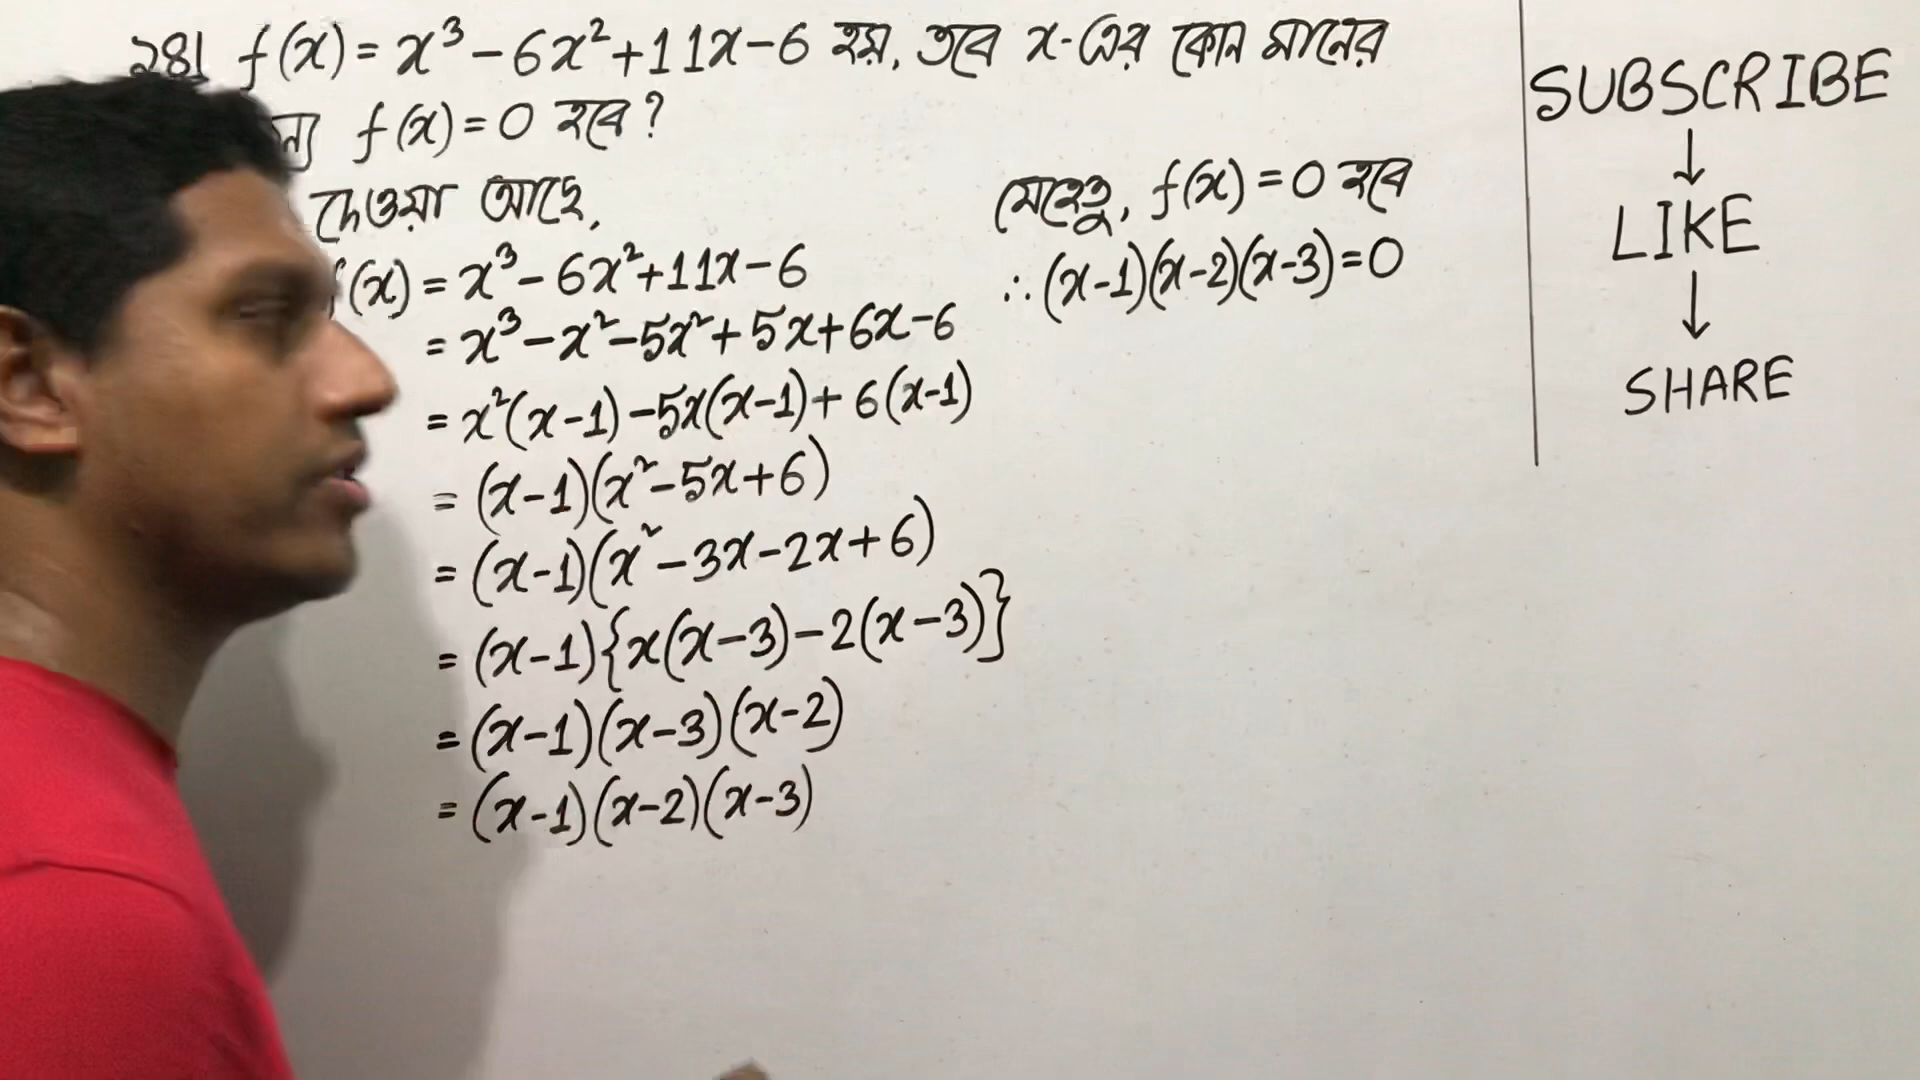 ২৪। f(x) = x³ - 6x² + 11x - 6 হয়, তবে x-এর কোন মানের
f(x) = 0 হবে?
দেওয়া আছে,
f(x) = x³ - 6x² + 11x - 6
= x³ - x² - 5x² + 5x + 6x - 6
= x²(x-1) - 5x(x-1) + 6(x-1)
= (x-1)(x² - 5x + 6)
= (x-1)(x² - 3x - 2x + 6)
= (x-1){x(x-3) - 2(x-3)}
= (x-1)(x-3)(x-2)
= (x-1)(x-2)(x-3)
যেহেতু, f(x) = 0 হবে
∴ (x-1)(x-2)(x-3) = 0
SUBSCRIBE
↓
LIKE
↓
SHARE